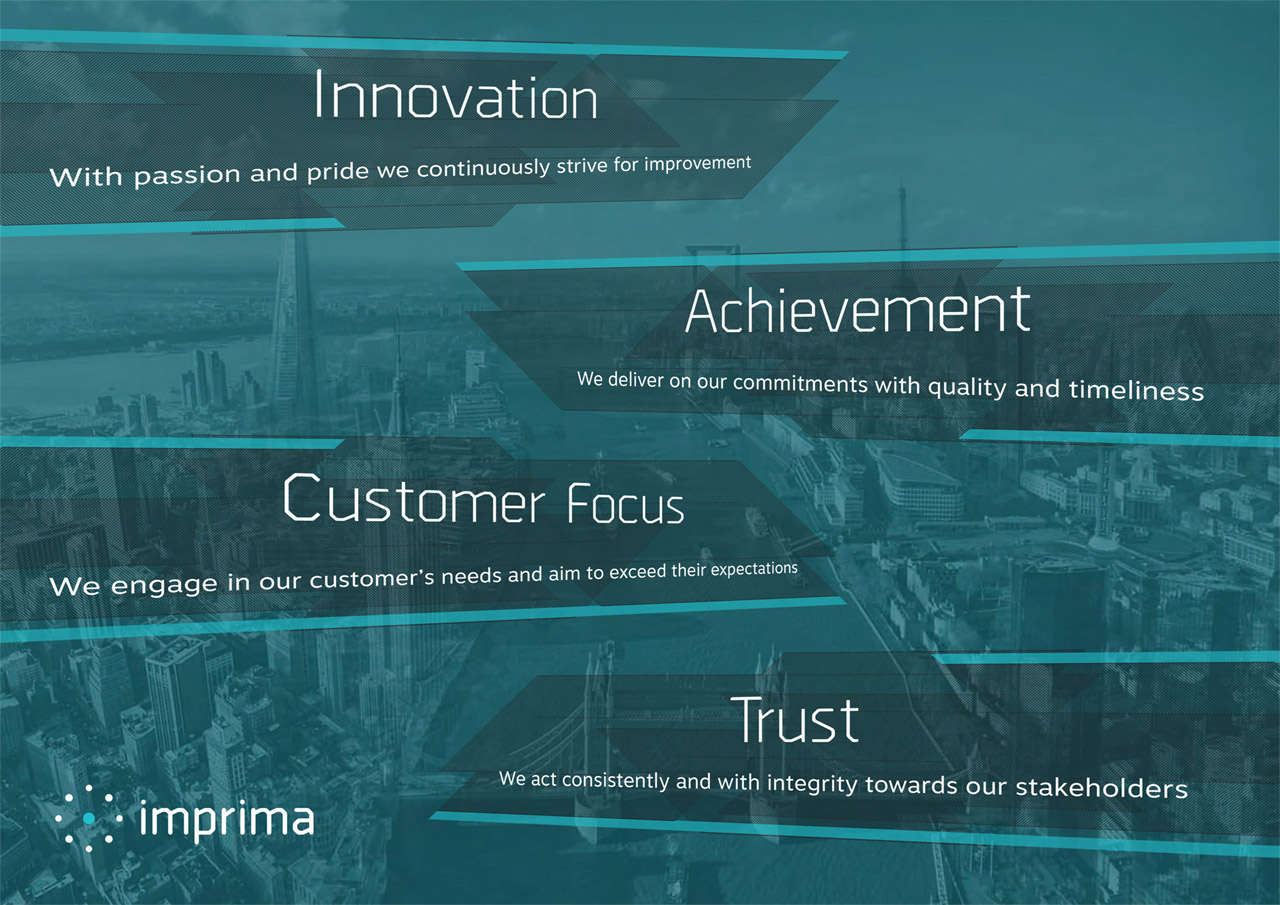 Innovation
With passion and pride we continuously strive for improvement
Achievement
We deliver on our commitments with quality and timeliness
Customer Focus
We engage in our customer's needs and aim to exceed their expectations
Trust
We act consistently and with integrity towards our stakeholders
imprima